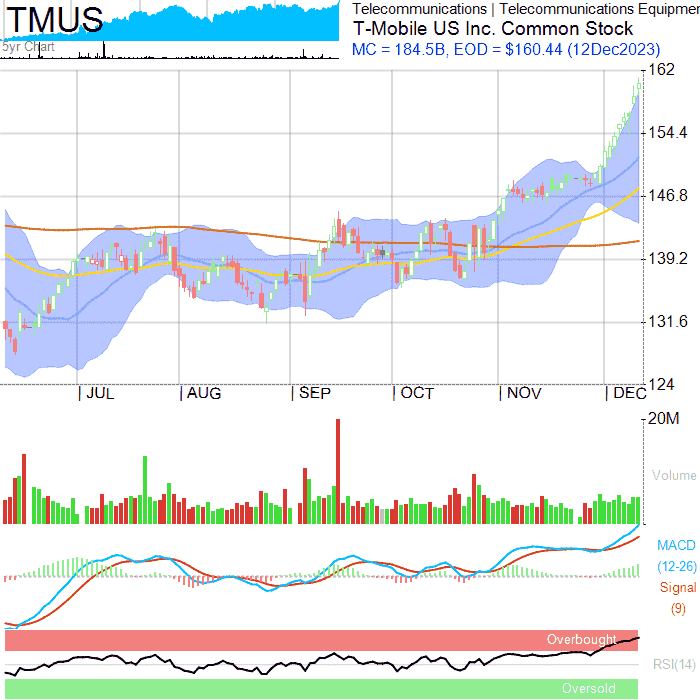 TMUS
5yr Chart
Telecommunications | Telecommunications Equipmer
T-Mobile US Inc. Common Stock
MC = 184.5B, EOD = $160.44 (12Dec2023)
162
154.4
146.8
139.2
131.6
124
| JUL | AUG | SEP | OCT | NOV | DEC
20M
Volume
MACD
(12-26)
Signal
(9)
Overbought
RSI(14)
Oversold